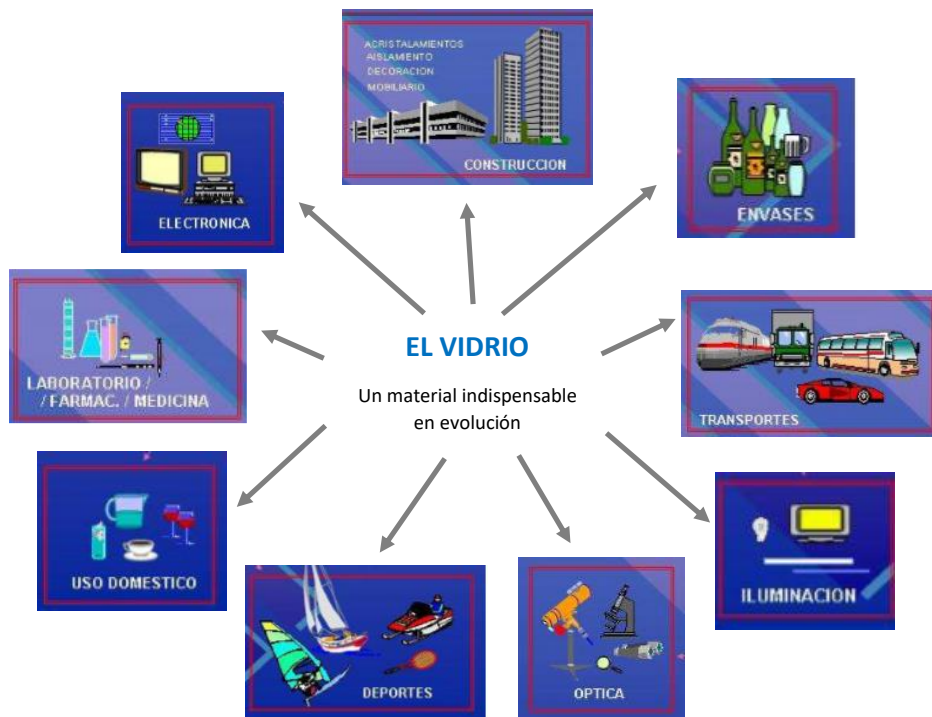 ACRISTALAMIENTOS
AISLAMIENTO
DECORACION
MOBILIARIO
CONSTRUCCION
ELECTRONICA
ENVASES
EL VIDRIO
Un material indispensable
en evolución
LABORATORIO /
/ FARMAC. / MEDICINA
TRANSPORTES
USO DOMESTICO
ILUMINACION
DEPORTES
OPTICA